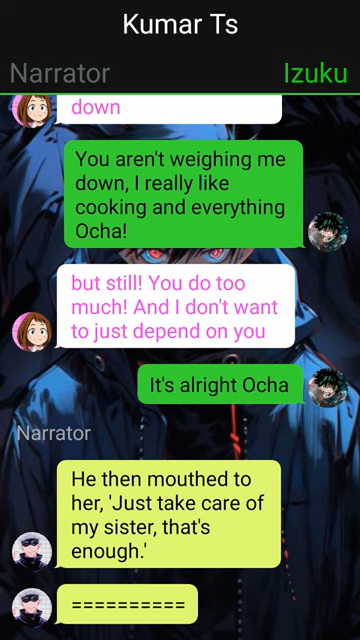 Kumar Ts
Narrator
Izuku
down
You aren't weighing me
down, I really like
cooking and everything
Ocha!
but still! You do too
much! And I don't want
to just depend on you
It's alright Ocha
Narrator
He then mouthed to
her, 'Just take care of
my sister, that's
enough.'
==========